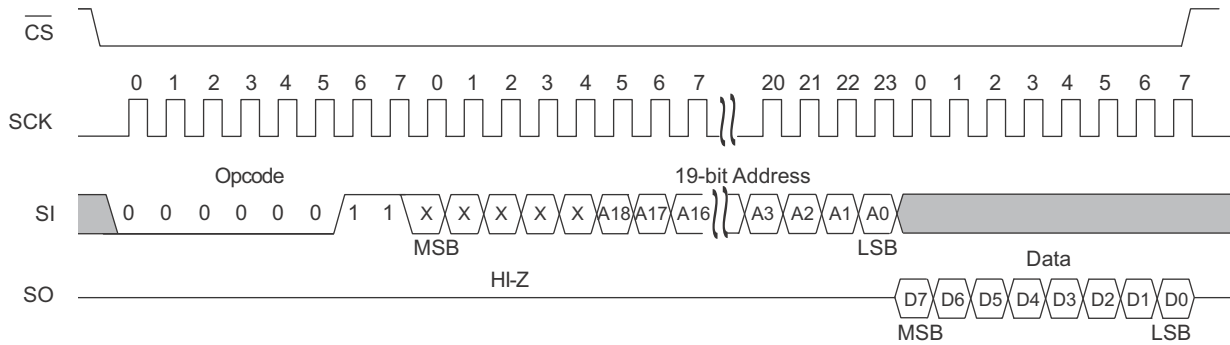 CS
0 1 2 3 4 5 6 7 0 1 2 3 4 5 6 7 20 21 22 23 0 1 2 3 4 5 6 7
SCK
Opcode 19-bit Address
SI 0 0 0 0 0 0 1 1 X X X X X A18 A17 A16 A3 A2 A1 A0
MSB LSB
HI-Z Data
SO D7 D6 D5 D4 D3 D2 D1 D0
MSB LSB